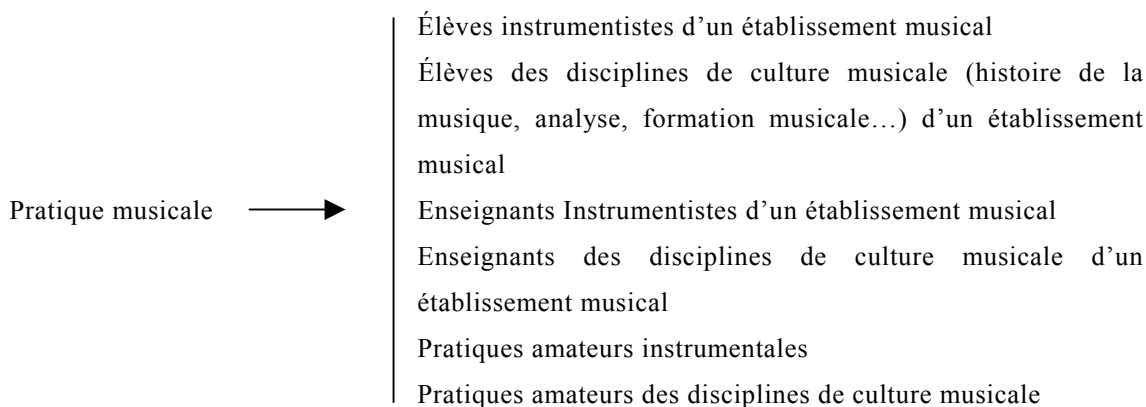 Élèves instrumentistes d’un établissement musical
Élèves des disciplines de culture musicale (histoire de la
musique, analyse, formation musicale…) d’un établissement
musical
Pratique musicale
Enseignants Instrumentistes d’un établissement musical
Enseignants des disciplines de culture musicale d’un
établissement musical
Pratiques amateurs instrumentales
Pratiques amateurs des disciplines de culture musicale